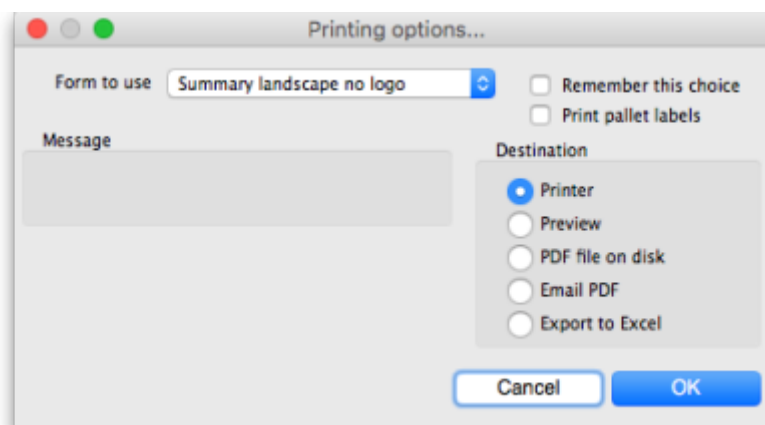 Printing options...
Form to use Summary landscape no logo
Remember this choice
Print pallet labels
Message
Destination
Printer
Preview
PDF file on disk
Email PDF
Export to Excel
Cancel OK